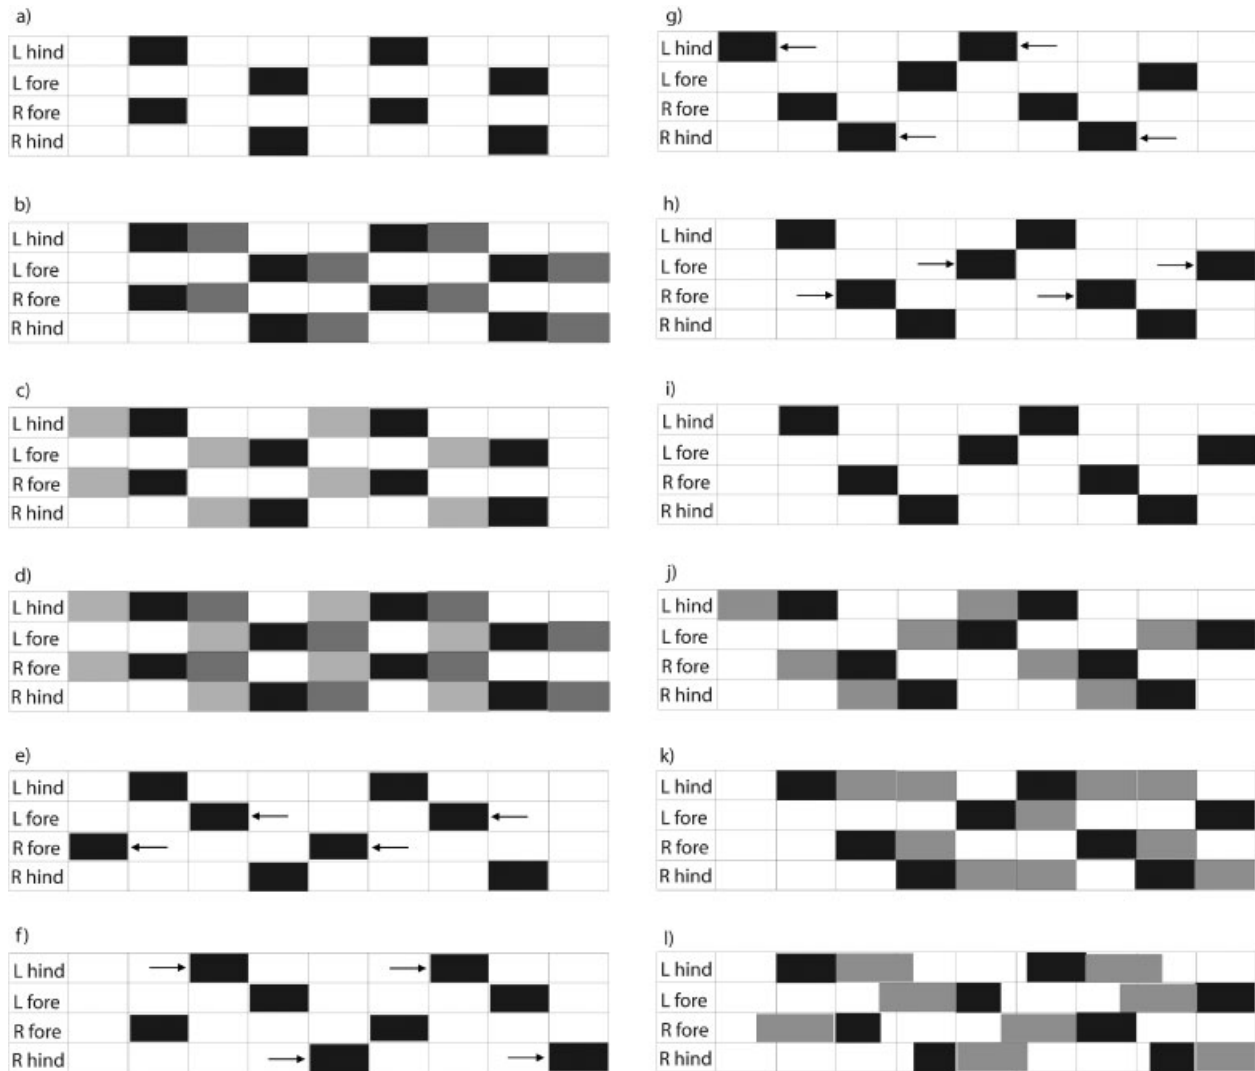 a)
L hind
L fore
R fore
R hind
b)
L hind
L fore
R fore
R hind
c)
L hind
L fore
R fore
R hind
d)
L hind
L fore
R fore
R hind
e)
L hind
L fore
R fore
R hind
f)
L hind
L fore
R fore
R hind
g)
L hind
L fore
R fore
R hind
h)
L hind
L fore
R fore
R hind
i)
L hind
L fore
R fore
R hind
j)
L hind
L fore
R fore
R hind
k)
L hind
L fore
R fore
R hind
l)
L hind
L fore
R fore
R hind